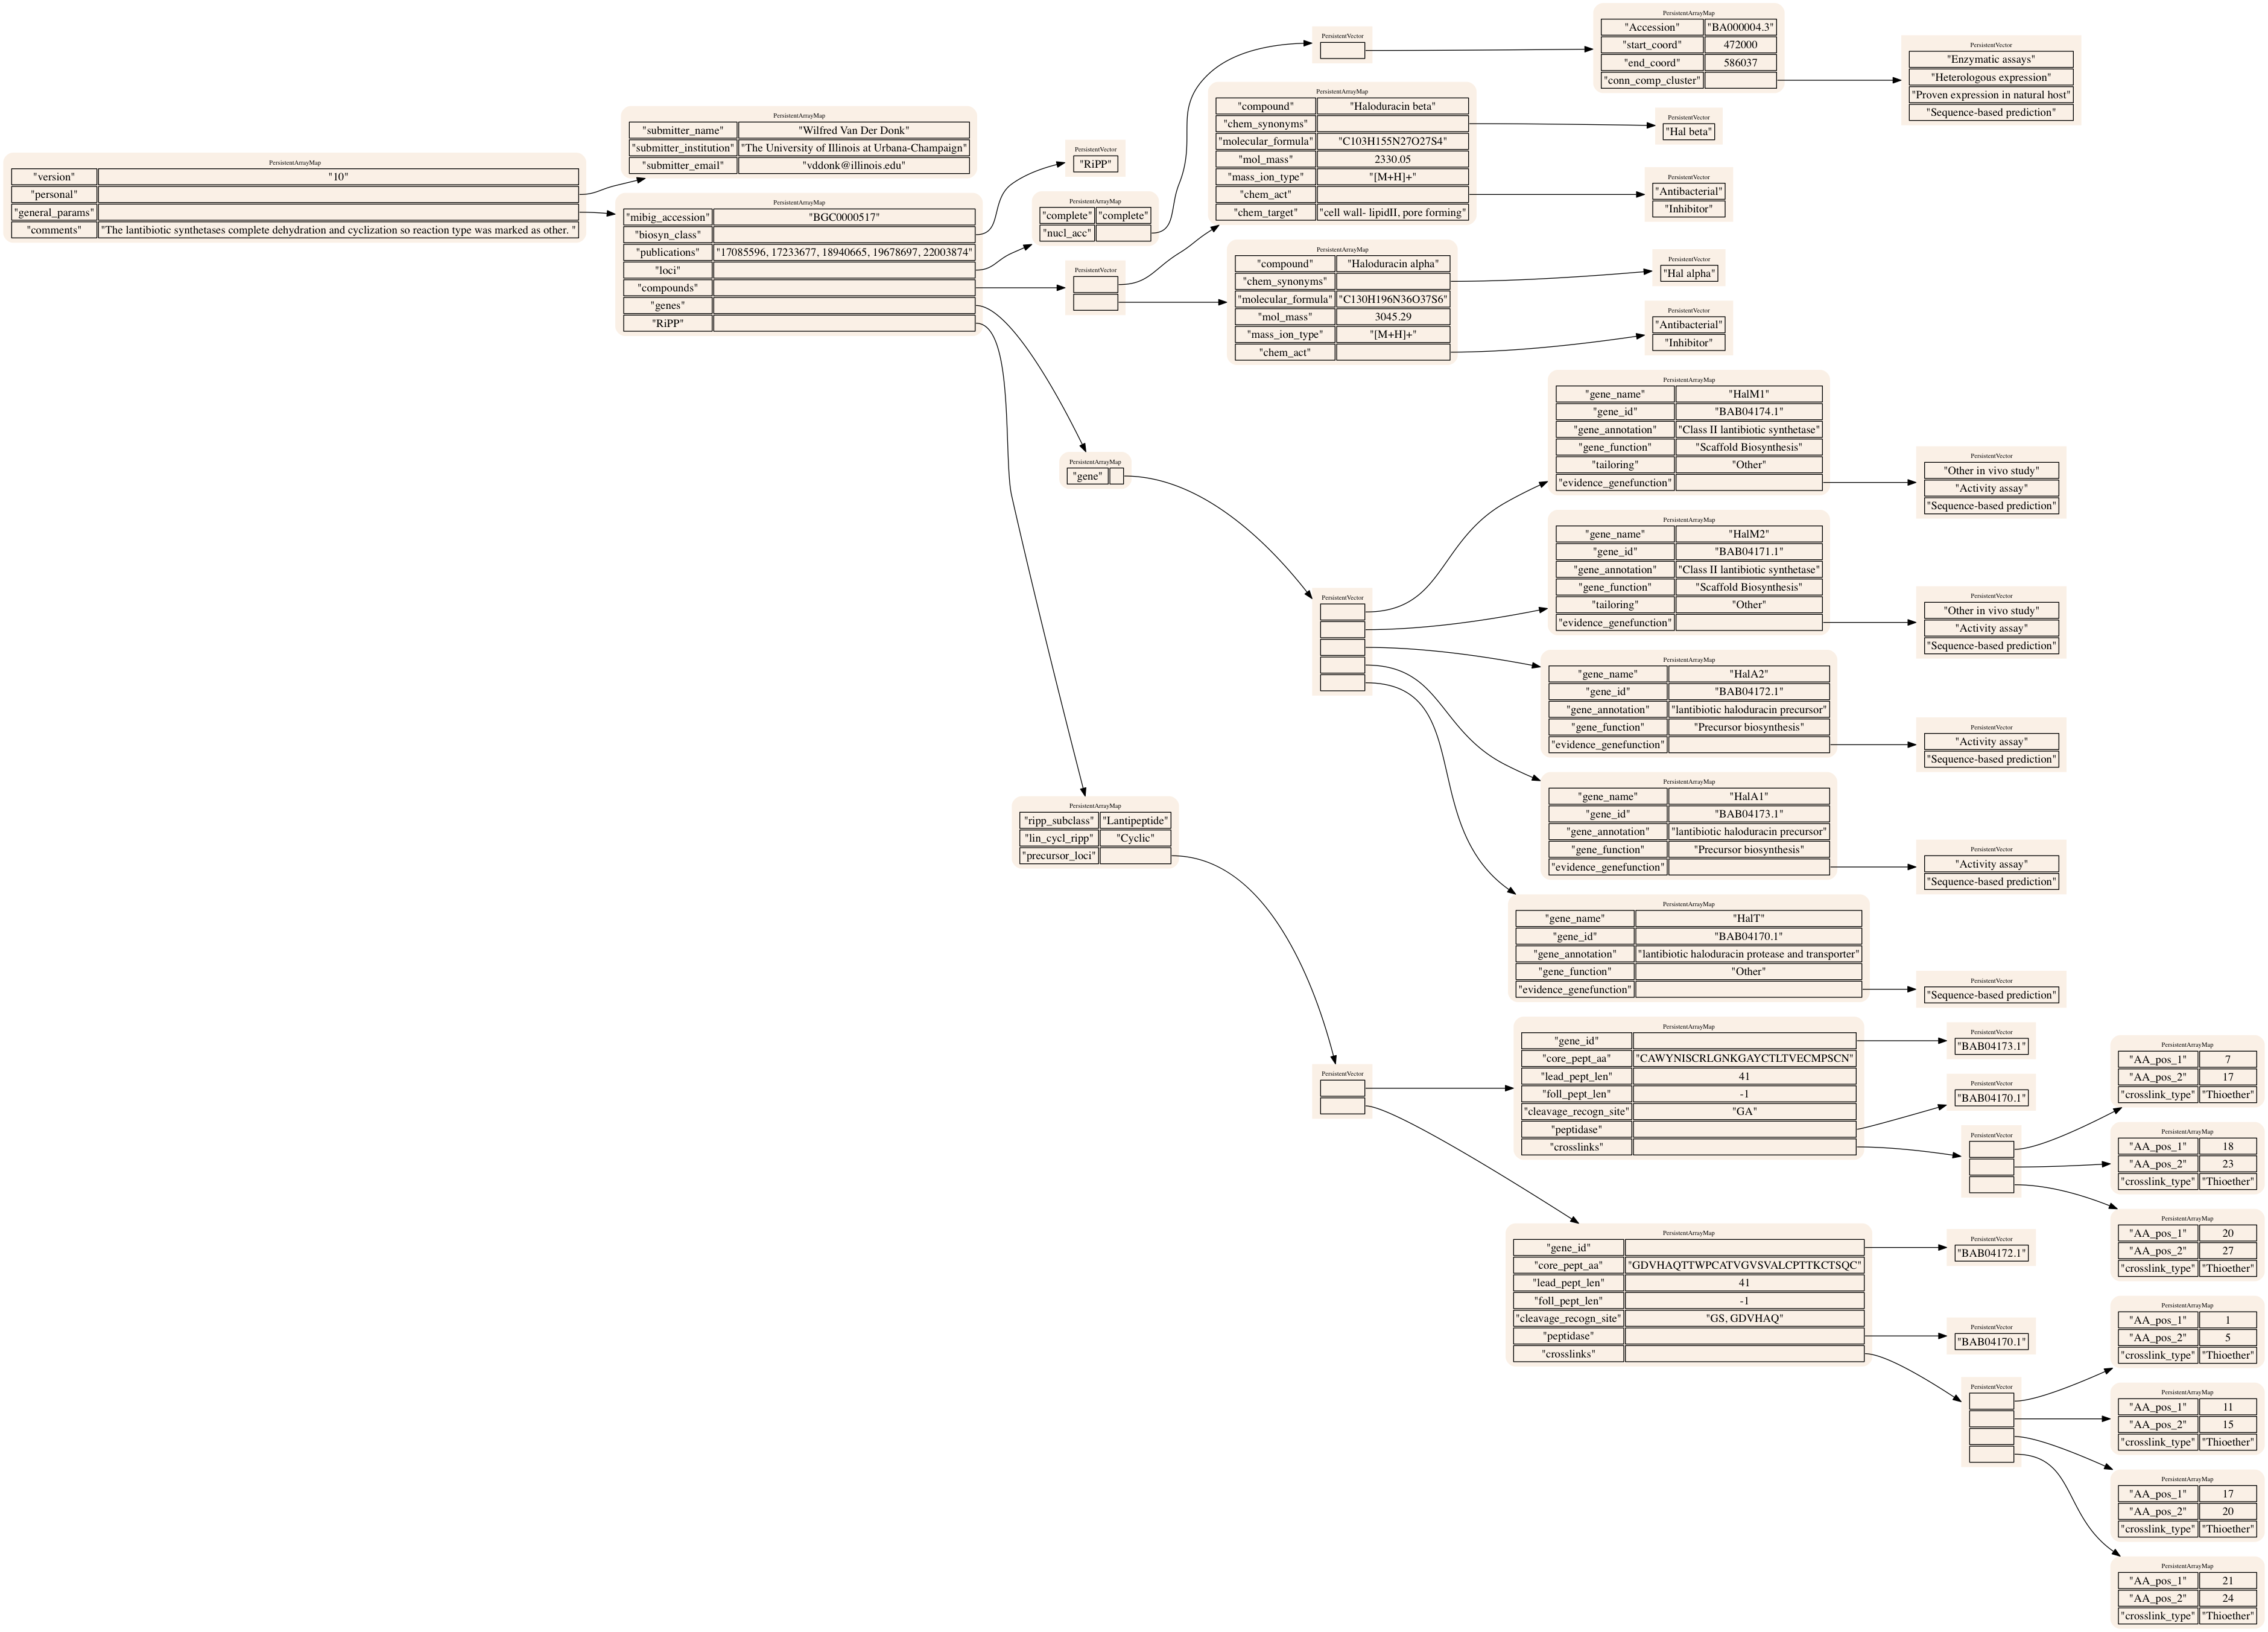 PersistentArrayMap
"version" "10"
"personal"
"general_params"
"comments" "The lantibiotic synthetases complete dehydration and cyclization so reaction type was marked as other. "
PersistentArrayMap
"submitter_name" "Wilfred Van Der Donk"
"submitter_institution" "The University of Illinois at Urbana-Champaign"
"submitter_email" "vddonk@illinois.edu"
PersistentArrayMap
"mibig_accession" "BGC0000517"
"biosyn_class"
"publications" "17085596, 17233677, 18940665, 19678697, 22003874"
"loci"
"compounds"
"genes"
"RiPP"
PersistentVector
"RiPP"
PersistentArrayMap
"complete" "complete"
"nucl_acc"
PersistentVector
PersistentVector
PersistentArrayMap
"Accession" "BA000004.3"
"start_coord" 472000
"end_coord" 586037
"conn_comp_cluster"
PersistentVector
"Enzymatic assays"
"Heterologous expression"
"Proven expression in natural host"
"Sequence-based prediction"
PersistentArrayMap
"compound" "Haloduracin beta"
"chem_synonyms"
"molecular_formula" "C103H155N27O27S4"
"mol_mass" 2330.05
"mass_ion_type" "[M+H]+"
"chem_act"
"chem_target" "cell wall- lipidII, pore forming"
PersistentVector
"Hal beta"
PersistentVector
"Antibacterial"
"Inhibitor"
PersistentArrayMap
"compound" "Haloduracin alpha"
"chem_synonyms"
"molecular_formula" "C130H196N36O37S6"
"mol_mass" 3045.29
"mass_ion_type" "[M+H]+"
"chem_act"
PersistentVector
"Hal alpha"
PersistentVector
"Antibacterial"
"Inhibitor"
PersistentArrayMap
"gene"
PersistentVector
PersistentArrayMap
"gene_name" "HalM1"
"gene_id" "BAB04174.1"
"gene_annotation" "Class II lantibiotic synthetase"
"gene_function" "Scaffold Biosynthesis"
"tailoring" "Other"
"evidence_genefunction"
PersistentVector
"Other in vivo study"
"Activity assay"
"Sequence-based prediction"
PersistentArrayMap
"gene_name" "HalM2"
"gene_id" "BAB04171.1"
"gene_annotation" "Class II lantibiotic synthetase"
"gene_function" "Scaffold Biosynthesis"
"tailoring" "Other"
"evidence_genefunction"
PersistentVector
"Other in vivo study"
"Activity assay"
"Sequence-based prediction"
PersistentArrayMap
"gene_name" "HalA2"
"gene_id" "BAB04172.1"
"gene_annotation" "lantibiotic haloduracin precursor"
"gene_function" "Precursor biosynthesis"
"evidence_genefunction"
PersistentVector
"Activity assay"
"Sequence-based prediction"
PersistentArrayMap
"gene_name" "HalA1"
"gene_id" "BAB04173.1"
"gene_annotation" "lantibiotic haloduracin precursor"
"gene_function" "Precursor biosynthesis"
"evidence_genefunction"
PersistentVector
"Activity assay"
"Sequence-based prediction"
PersistentArrayMap
"gene_name" "HalT"
"gene_id" "BAB04170.1"
"gene_annotation" "lantibiotic haloduracin protease and transporter"
"gene_function" "Other"
"evidence_genefunction"
PersistentVector
"Sequence-based prediction"
PersistentArrayMap
"ripp_subclass" "Lantipeptide"
"lin_cycl_ripp" "Cyclic"
"precursor_loci"
PersistentVector
PersistentArrayMap
"gene_id"
"core_pept_aa" "CAWYNISCRLGNKGAYCTLTVECMPSCN"
"lead_pept_len" 41
"foll_pept_len" -1
"cleavage_recogn_site" "GA"
"peptidase"
"crosslinks"
PersistentVector
"BAB04173.1"
PersistentVector
"BAB04170.1"
PersistentVector
PersistentArrayMap
"AA_pos_1" 7
"AA_pos_2" 17
"crosslink_type" "Thioether"
PersistentArrayMap
"AA_pos_1" 18
"AA_pos_2" 23
"crosslink_type" "Thioether"
PersistentArrayMap
"AA_pos_1" 20
"AA_pos_2" 27
"crosslink_type" "Thioether"
PersistentArrayMap
"gene_id"
"core_pept_aa" "GDVHAQTTWPCATVGVSVALCPTTKCTSQC"
"lead_pept_len" 41
"foll_pept_len" -1
"cleavage_recogn_site" "GS, GDVHAQ"
"peptidase"
"crosslinks"
PersistentVector
"BAB04172.1"
PersistentVector
"BAB04170.1"
PersistentVector
PersistentArrayMap
"AA_pos_1" 1
"AA_pos_2" 5
"crosslink_type" "Thioether"
PersistentArrayMap
"AA_pos_1" 11
"AA_pos_2" 15
"crosslink_type" "Thioether"
PersistentArrayMap
"AA_pos_1" 17
"AA_pos_2" 20
"crosslink_type" "Thioether"
PersistentArrayMap
"AA_pos_1" 21
"AA_pos_2" 24
"crosslink_type" "Thioether"